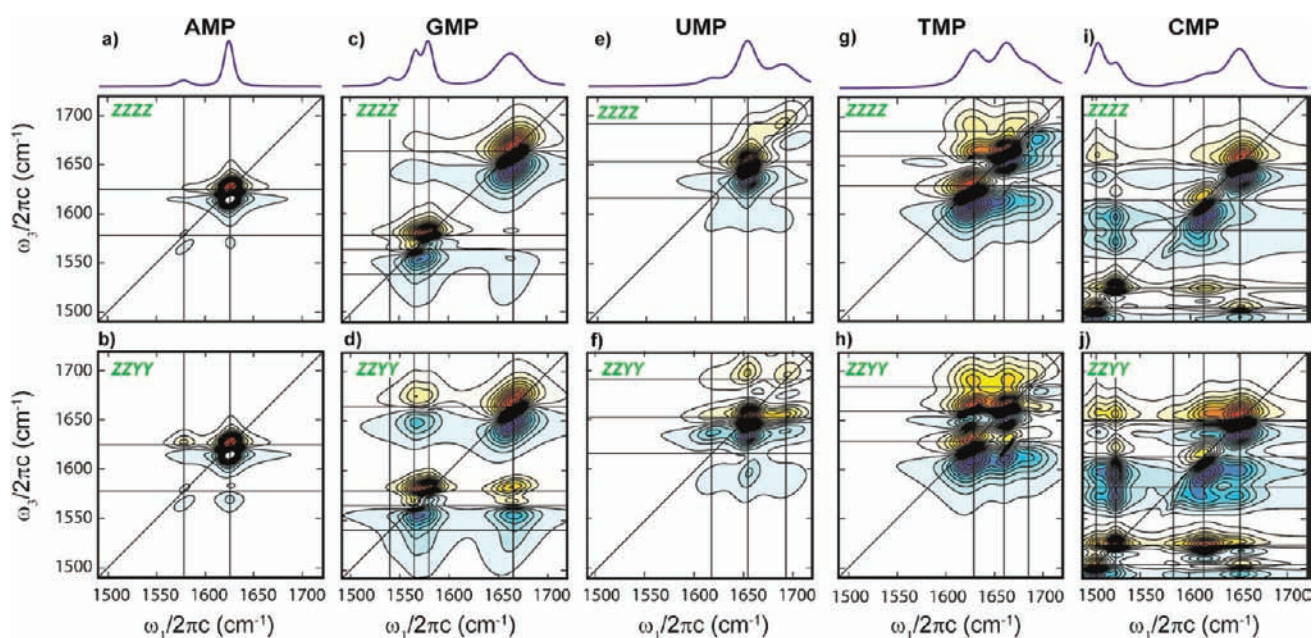 AMP GMP UMP TMP CMP
a) c) e) g) i)
ZZZZ ZZZZ ZZZZ ZZZZ ZZZZ
1700
1650
1600
1550
1500
ω₃/2πc (cm⁻¹)
b) d) f) h) j)
ZZYY ZZYY ZZYY ZZYY ZZYY
1700
1650
1600
1550
1500
ω₃/2πc (cm⁻¹)
1500 1550 1600 1650 1700 1500 1550 1600 1650 1700 1500 1550 1600 1650 1700 1500 1550 1600 1650 1700 1500 1550 1600 1650 1700
ω₁/2πc (cm⁻¹) ω₁/2πc (cm⁻¹) ω₁/2πc (cm⁻¹) ω₁/2πc (cm⁻¹) ω₁/2πc (cm⁻¹)